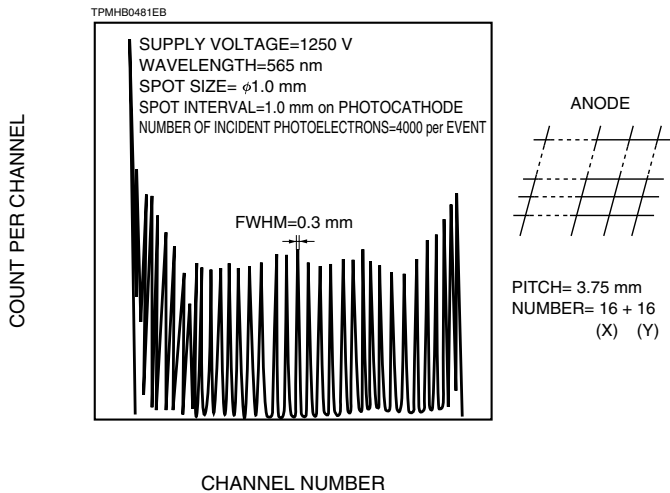 TPMHB0481EB
SUPPLY VOLTAGE=1250 V
WAVELENGTH=565 nm
SPOT SIZE= φ1.0 mm
SPOT INTERVAL=1.0 mm on PHOTOCATHODE
NUMBER OF INCIDENT PHOTOELECTRONS=4000 per EVENT
FWHM=0.3 mm
COUNT PER CHANNEL
CHANNEL NUMBER
ANODE
PITCH= 3.75 mm
NUMBER= 16 + 16
(X) (Y)